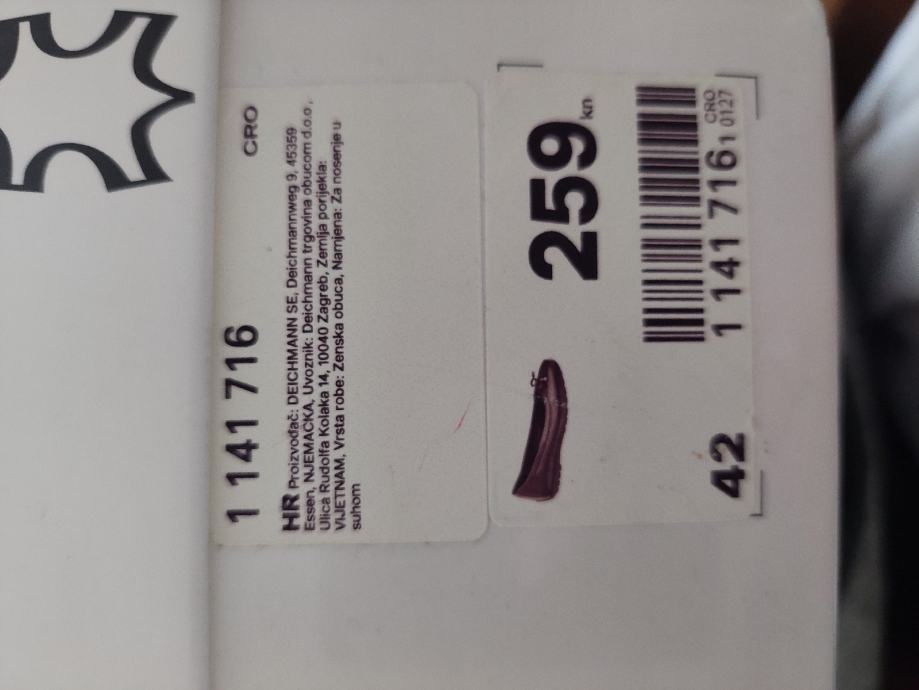 1 141 716 CRO
HR Proizvođač: DEICHMANN SE, Deichmannweg 9, 45359
Essen, NJEMAČKA, Uvoznik: Deichmann trgovina obućom d.o.o.,
Ulica Rudolfa Kolaka 14, 10040 Zagreb, Zemlja porijekla:
VIJETNAM, Vrsta robe: Ženska obuća, Namjena: Za nošenje u
suhom
259 kn
42
1 141 716 1 0127
CRO